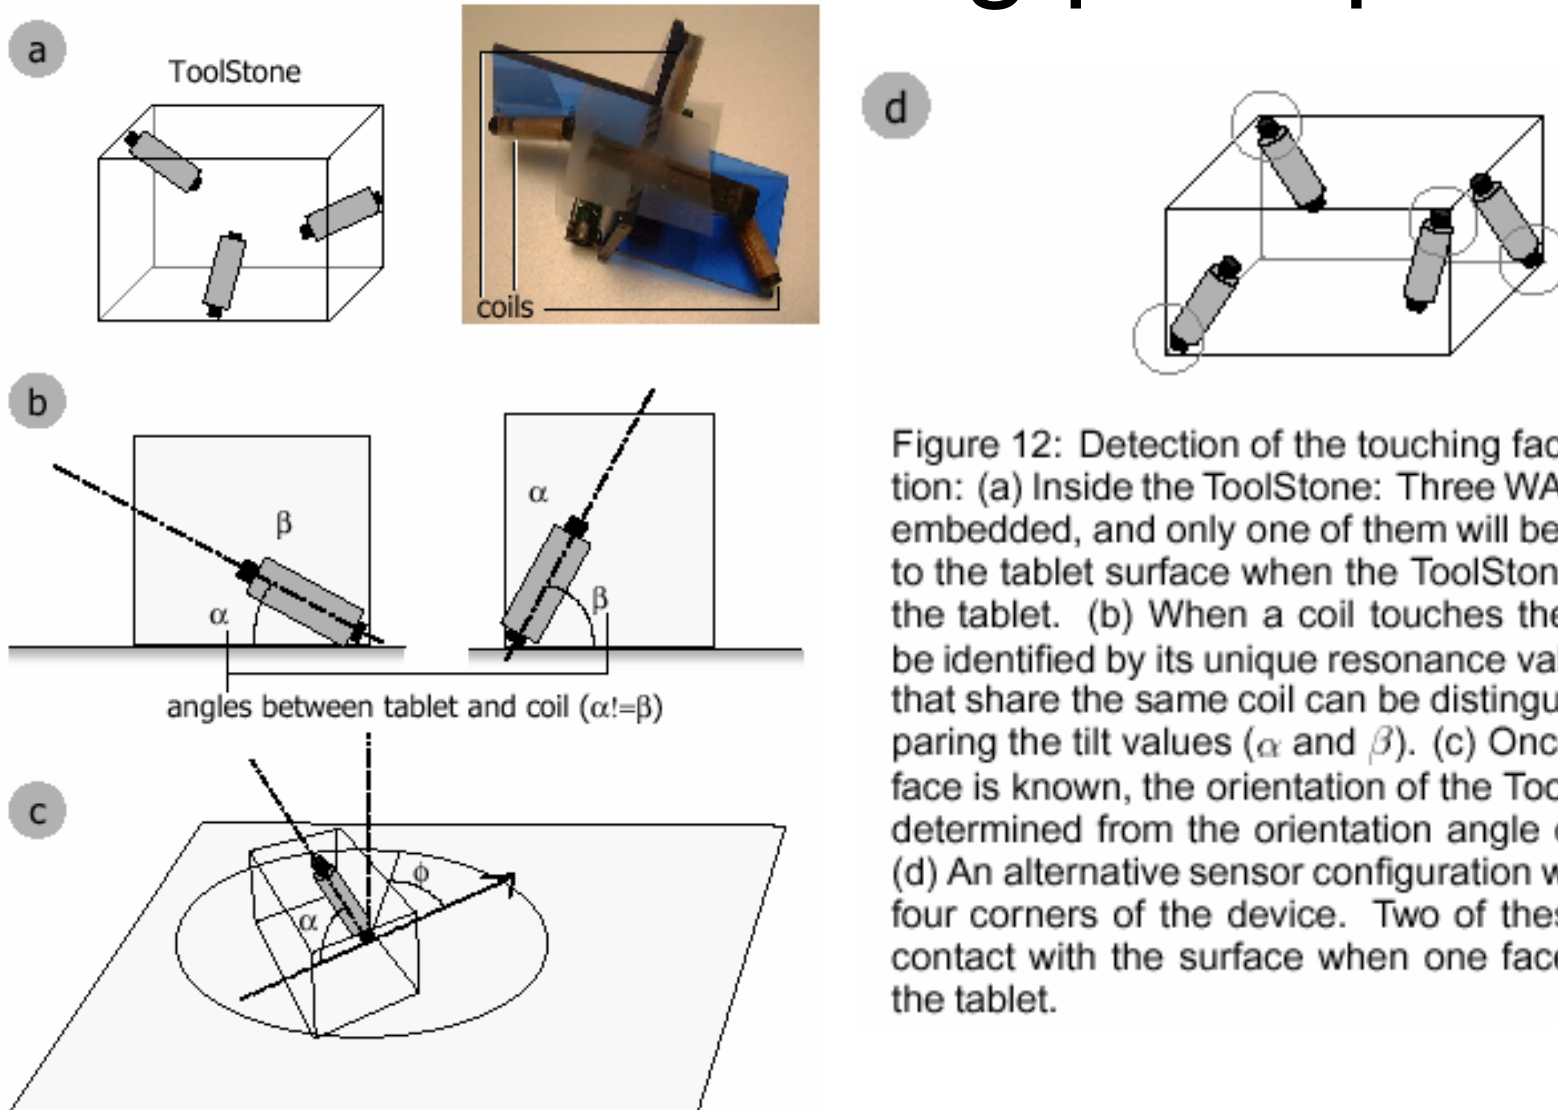 a
ToolStone
coils
b
α
β
α
β
angles between tablet and coil (α!=β)
c
α
ϕ
d
Figure 12: Detection of the touching fac
tion: (a) Inside the ToolStone: Three WA
embedded, and only one of them will be
to the tablet surface when the ToolSton
the tablet. (b) When a coil touches the
be identified by its unique resonance val
that share the same coil can be distingu
paring the tilt values (α and β). (c) Onc
face is known, the orientation of the Too
determined from the orientation angle
(d) An alternative sensor configuration w
four corners of the device. Two of thes
contact with the surface when one face
the tablet.